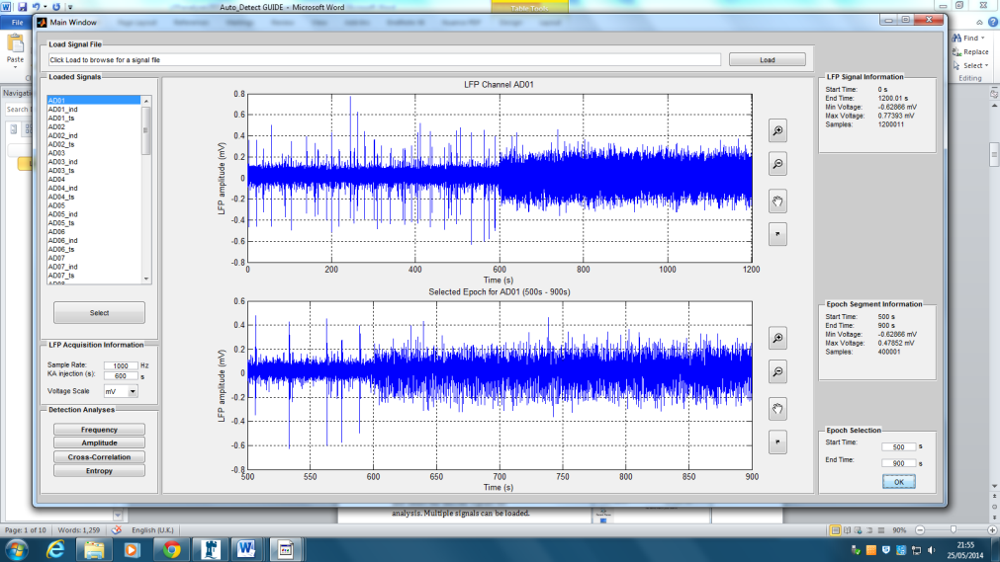 Auto_Detect GUIDE - Microsoft Word
Table Tools
File
Main Window
Find
Replace
Select
Editing
Paste
Navigati
Search
Load Signal File
Click Load to browse for a signal file
Load
Loaded Signals
AD01
AD01_ind
AD01_ts
AD02
AD02_ind
AD02_ts
AD03
AD03_ind
AD03_ts
AD04
AD04_ind
AD04_ts
AD05
AD05_ind
AD05_ts
AD06
AD06_ind
AD06_ts
AD07
AD07_ind
AD07_ts
AD08
Select
LFP Acquisition Information
Sample Rate: 1000 Hz
KA injection (s): 600 s
Voltage Scale mV
Detection Analyses
Frequency
Amplitude
Cross-Correlation
Entropy
LFP Channel AD01
LFP amplitude (mV)
0.8
0.6
0.4
0.2
0
-0.2
-0.4
-0.6
-0.8
0 200 400 600 800 1000 1200
Time (s)
Selected Epoch for AD01 (500s - 900s)
LFP amplitude (mV)
0.6
0.4
0.2
0
-0.2
-0.4
-0.6
-0.8
500 550 600 650 700 750 800 850 900
Time (s)
LFP Signal Information
Start Time: 0 s
End Time: 1200.01 s
Min Voltage: -0.62866 mV
Max Voltage: 0.77393 mV
Samples: 1200011
Epoch Segment Information
Start Time: 500 s
End Time: 900 s
Min Voltage: -0.62866 mV
Max Voltage: 0.47852 mV
Samples: 400001
Epoch Selection
Start Time: 500 s
End Time: 900 s
OK
analysis. Multiple signals can be loaded.
Page: 1 of 10 Words: 1,259 English (U.K.) 90%
21:55
25/05/2014